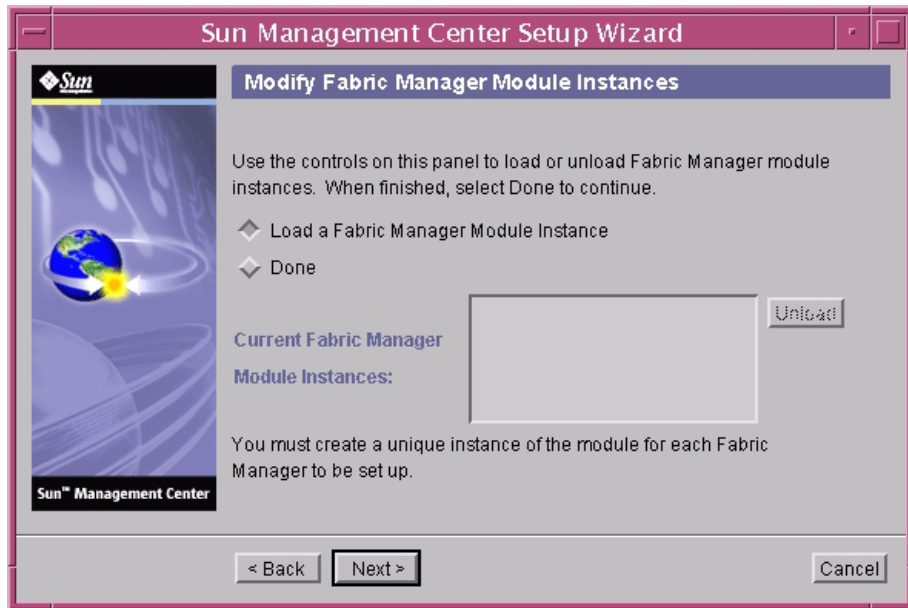 Sun Management Center Setup Wizard
Sun
Modify Fabric Manager Module Instances
Use the controls on this panel to load or unload Fabric Manager module
instances. When finished, select Done to continue.
Load a Fabric Manager Module Instance
Done
Unload
Current Fabric Manager
Module Instances:
You must create a unique instance of the module for each Fabric
Manager to be set up.
Sun™ Management Center
< Back
Next >
Cancel